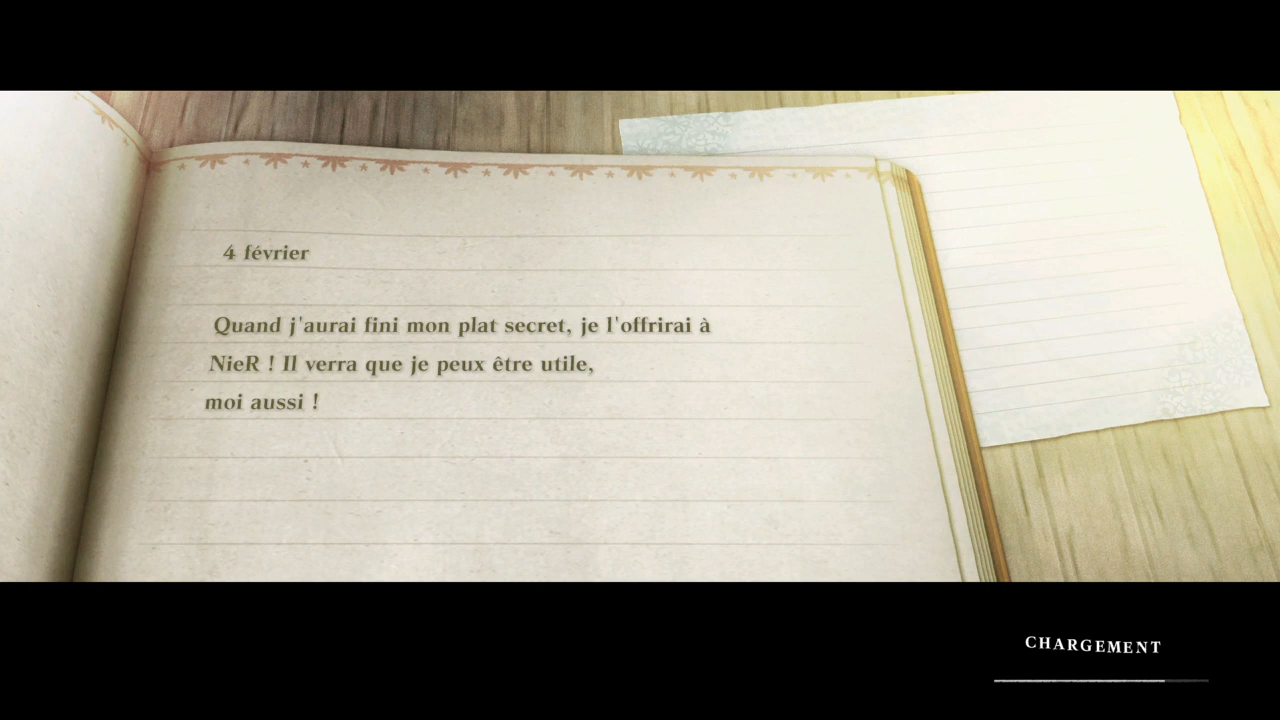 4 février
Quand j'aurai fini mon plat secret, je l'offrirai à
NieR ! Il verra que je peux être utile,
moi aussi !
CHARGEMENT